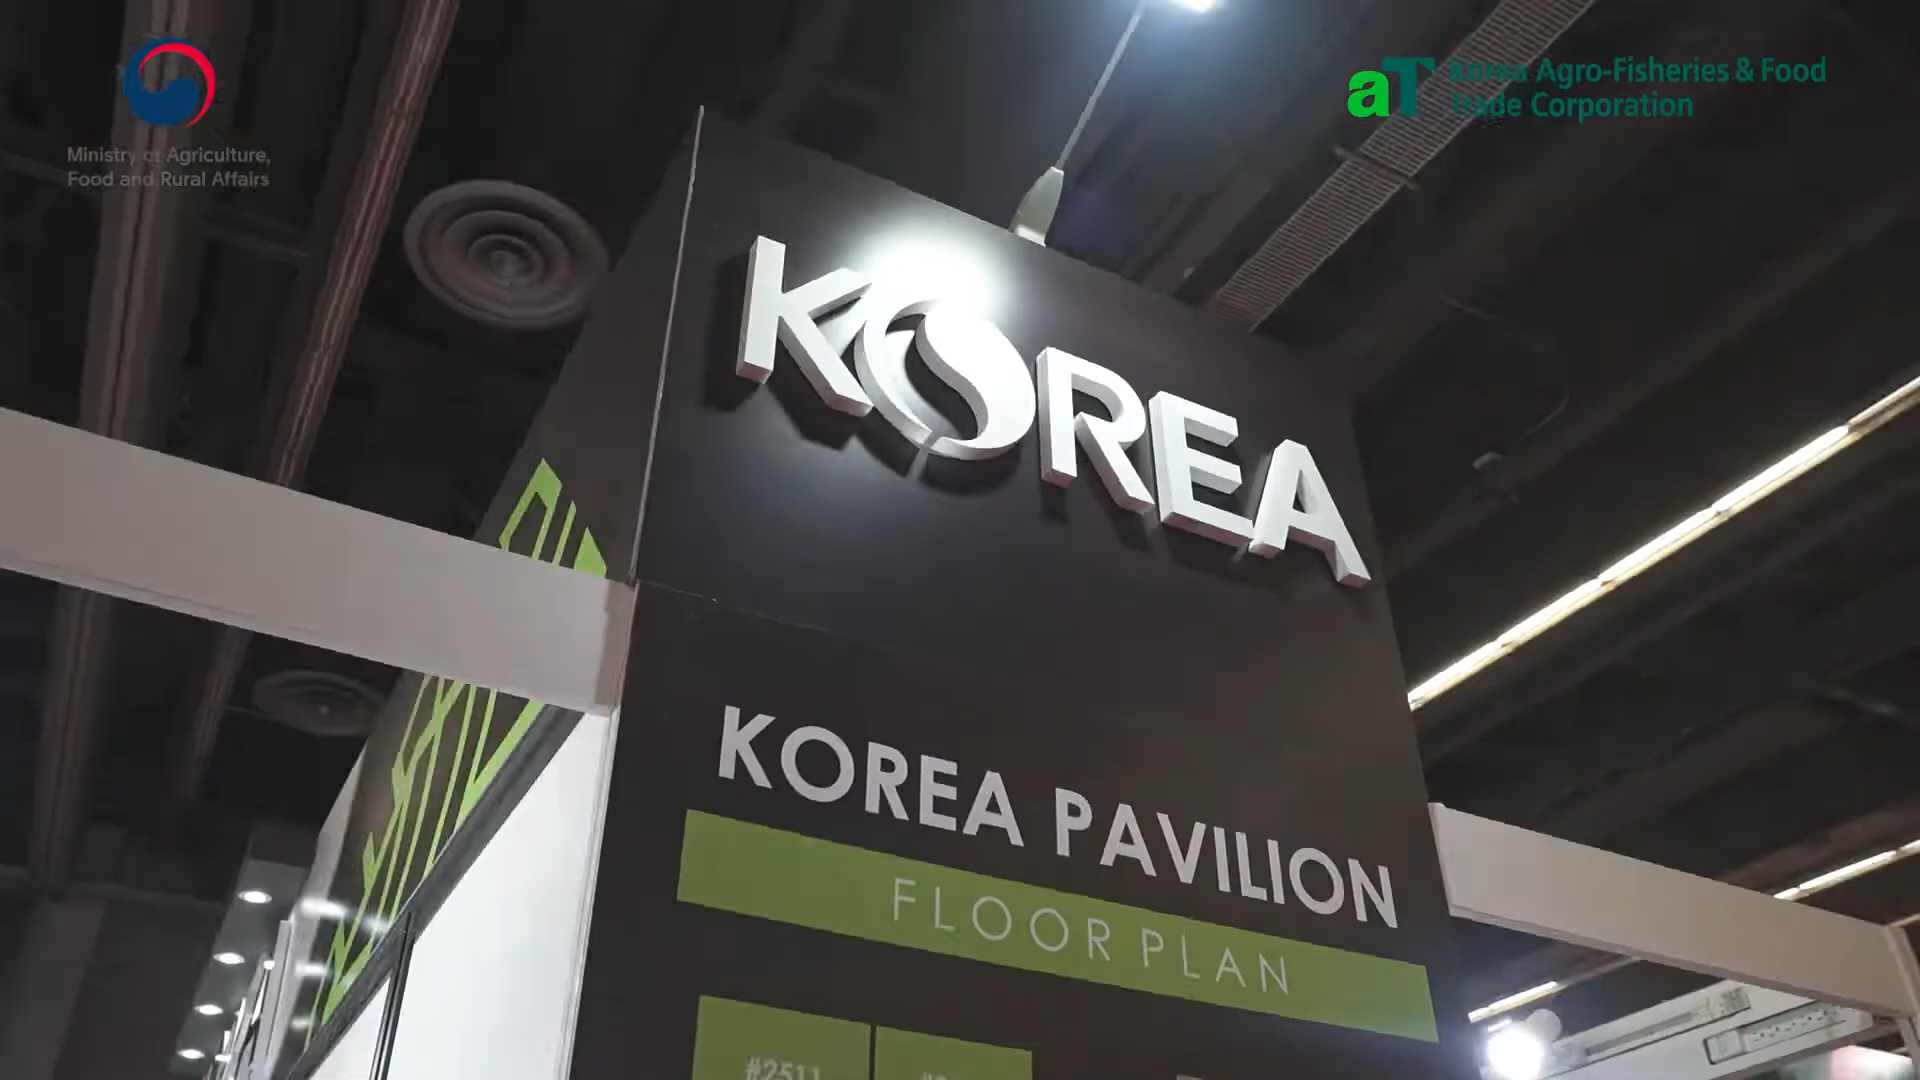 Ministry of Agriculture,
Food and Rural Affairs
aT Korea Agro-Fisheries & Food
Trade Corporation
KOREA
KOREA PAVILION
FLOOR PLAN
#2511